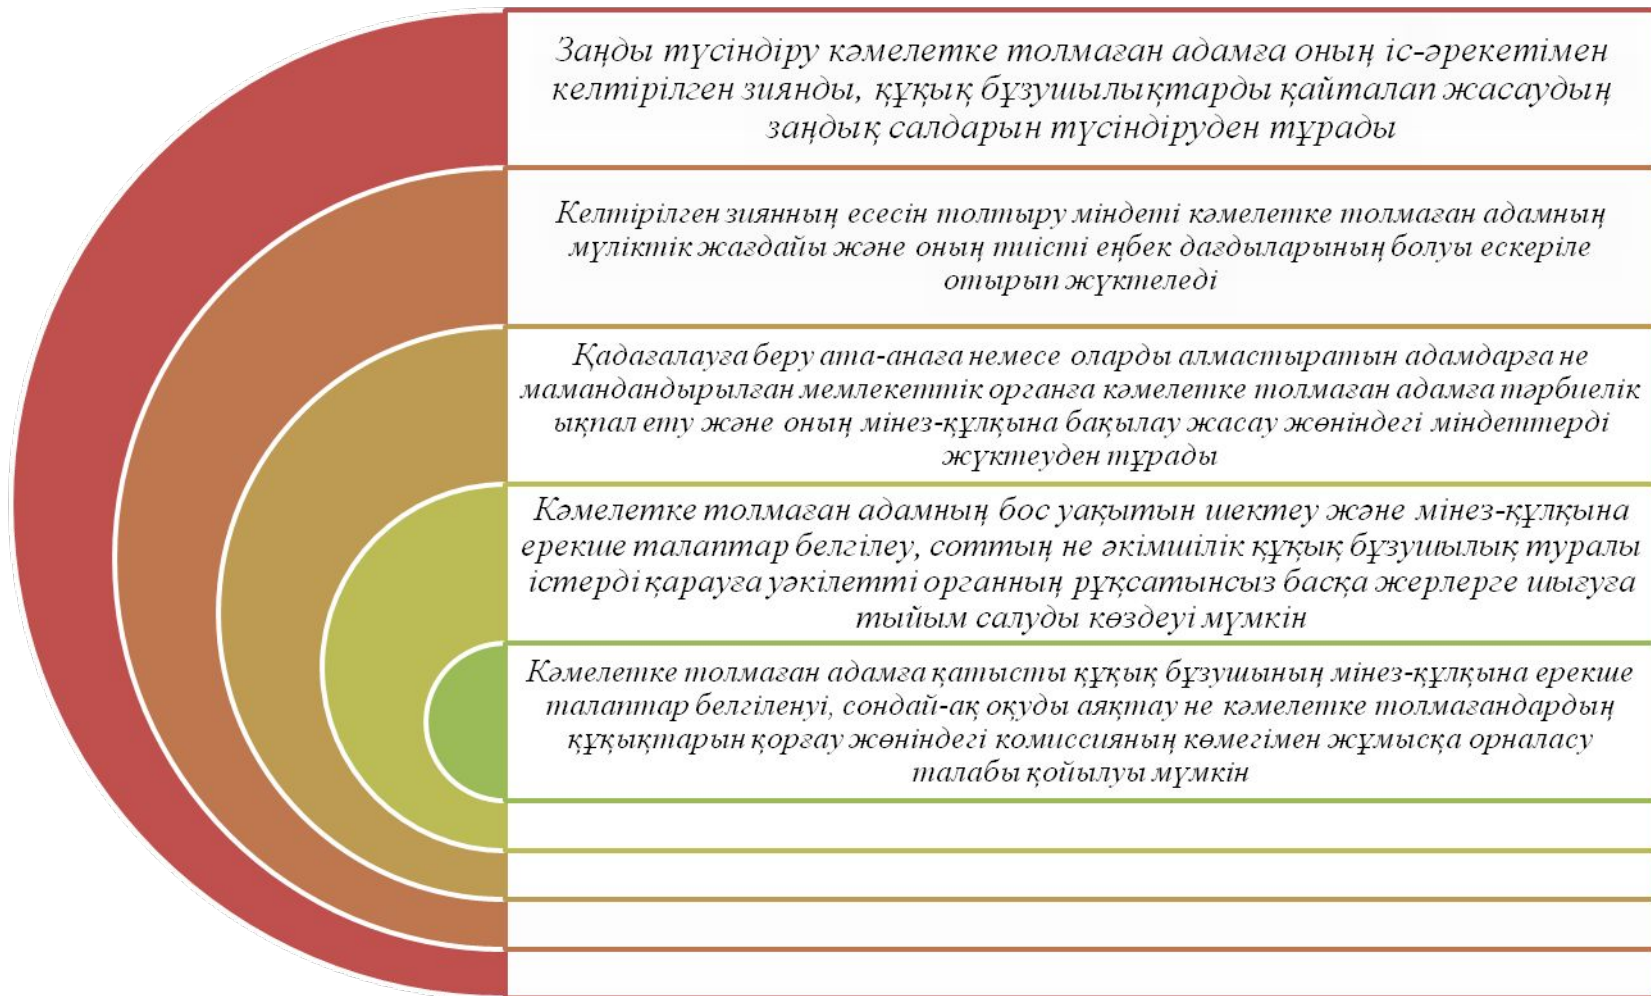 Заңды түсіндіру кәмелетке толмаған адамға оның іс-әрекетімен
келтірілген зиянды, құқық бұзушылықтарды қайталап жасаудың
заңдық салдарын түсіндіруден тұрады
Келтірілген зиянның есесін толтыру міндеті кәмелетке толмаған адамның
мүліктік жағдайы және оның тиісті еңбек дағдыларының болуы ескеріле
отырып жүктеледі
Қадағалауға беру ата-анаға немесе оларды алмастыратын адамдарға не
мамандандырылған мемлекеттік органға кәмелетке толмаған адамға тәрбиелік
ықпал ету және оның мінез-құлқына бақылау жасау жөніндегі міндеттерді
жүктеуден тұрады
Кәмелетке толмаған адамның бос уақытын шектеу және мінез-құлқына
ерекше талаптар белгілеу, соттың не әкімшілік құқық бұзушылық туралы
істерді қарауға уәкілетті органның рұқсатынсыз басқа жерлерге шығуға
тыйым салуды көздеуі мүмкін
Кәмелетке толмаған адамға қатысты құқық бұзушының мінез-құлқына ерекше
талаптар белгіленуі, сондай-ақ оқуды аяқтау не кәмелетке толмағандардың
құқықтарын қорғау жөніндегі комиссияның көмегімен жұмысқа орналасу
талабы қойылуы мүмкін